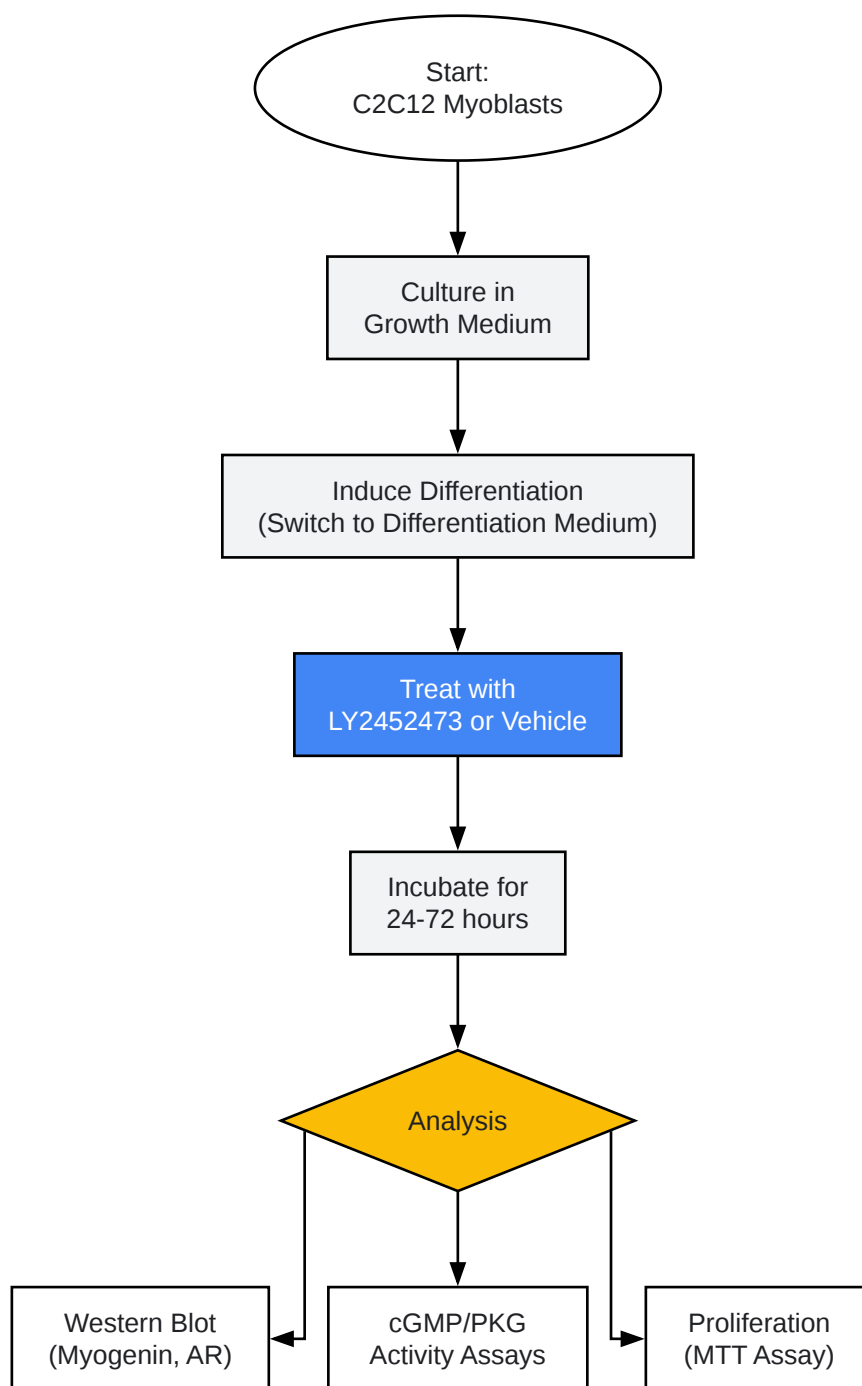 Start:
C2C12 Myoblasts
Culture in
Growth Medium
Induce Differentiation
(Switch to Differentiation Medium)
Treat with
LY2452473 or Vehicle
Incubate for
24-72 hours
Analysis
Western Blot
(Myogenin, AR)
cGMP/PKG
Activity Assays
Proliferation
(MTT Assay)